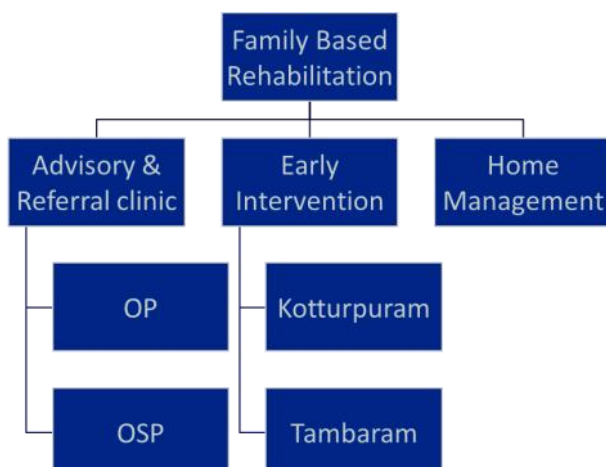 Family Based
Rehabilitation
Advisory &
Referral clinic
Early
Intervention
Home
Management
OP
Kotturpuram
OSP
Tambaram